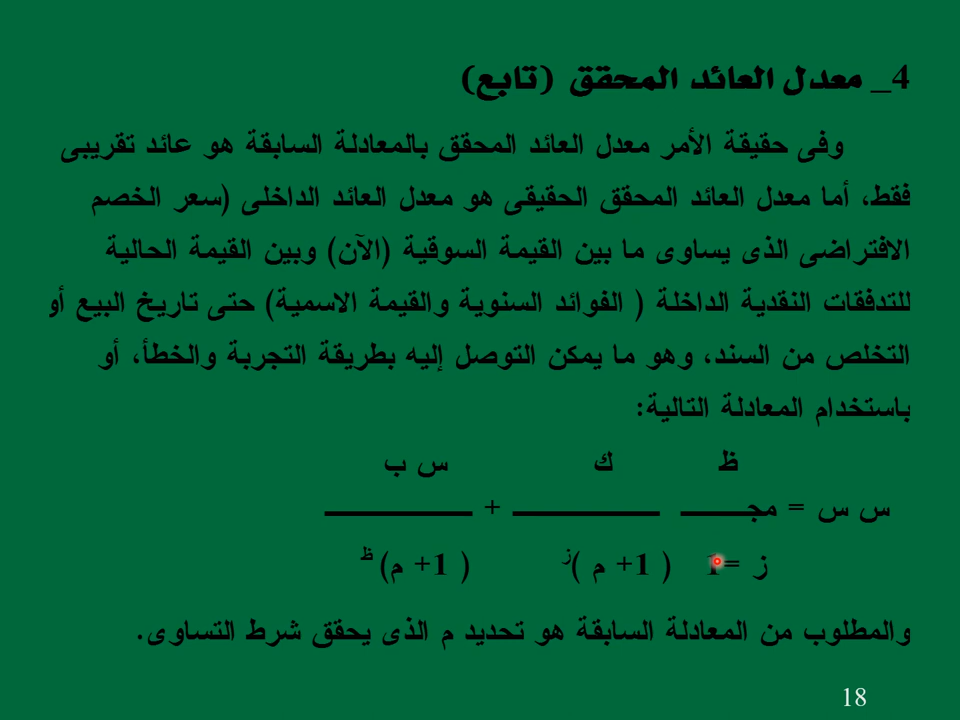 4_ معدل العائد المحقق (تابع)
وفى حقيقة الأمر معدل العائد المحقق بالمعادلة السابقة هو عائد تقريبى
فقط، أما معدل العائد المحقق الحقيقى هو معدل العائد الداخلى (سعر الخصم
الافتراضى الذى يساوى ما بين القيمة السوقية (الآن) وبين القيمة الحالية
للتدفقات النقدية الداخلة ( الفوائد السنوية والقيمة الاسمية) حتى تاريخ البيع أو
التخلص من السند، وهو ما يمكن التوصل إليه بطريقة التجربة والخطأ، أو
باستخدام المعادلة التالية:
ظ ك س ب
س س = مجـــــ ـــــــــــــ + ـــــــــــــ
ز =1 ( 1+ م )ز ( 1+ م) ظ
والمطلوب من المعادلة السابقة هو تحديد م الذى يحقق شرط التساوى.
18